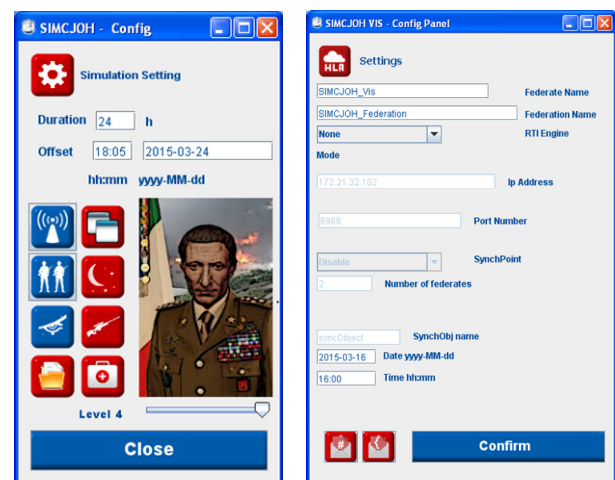 SIMCJOH - Config
Simulation Setting
Duration 24 h
Offset 18:05 2015-03-24
hh:mm yyyy-MM-dd
Level 4
Close
SIMCJOH VIS - Config Panel
HLA
Settings
SIMCJOH_Vis Federate Name
SIMCJOH_Federation Federation Name
None RTI Engine
Mode
172.21.32.102 Ip Address
8989 Port Number
Disable SynchPoint
2 Number of federates
syncObject SynchObj name
2015-03-16 Date yyyy-MM-dd
16:00 Time hh:mm
#
Confirm